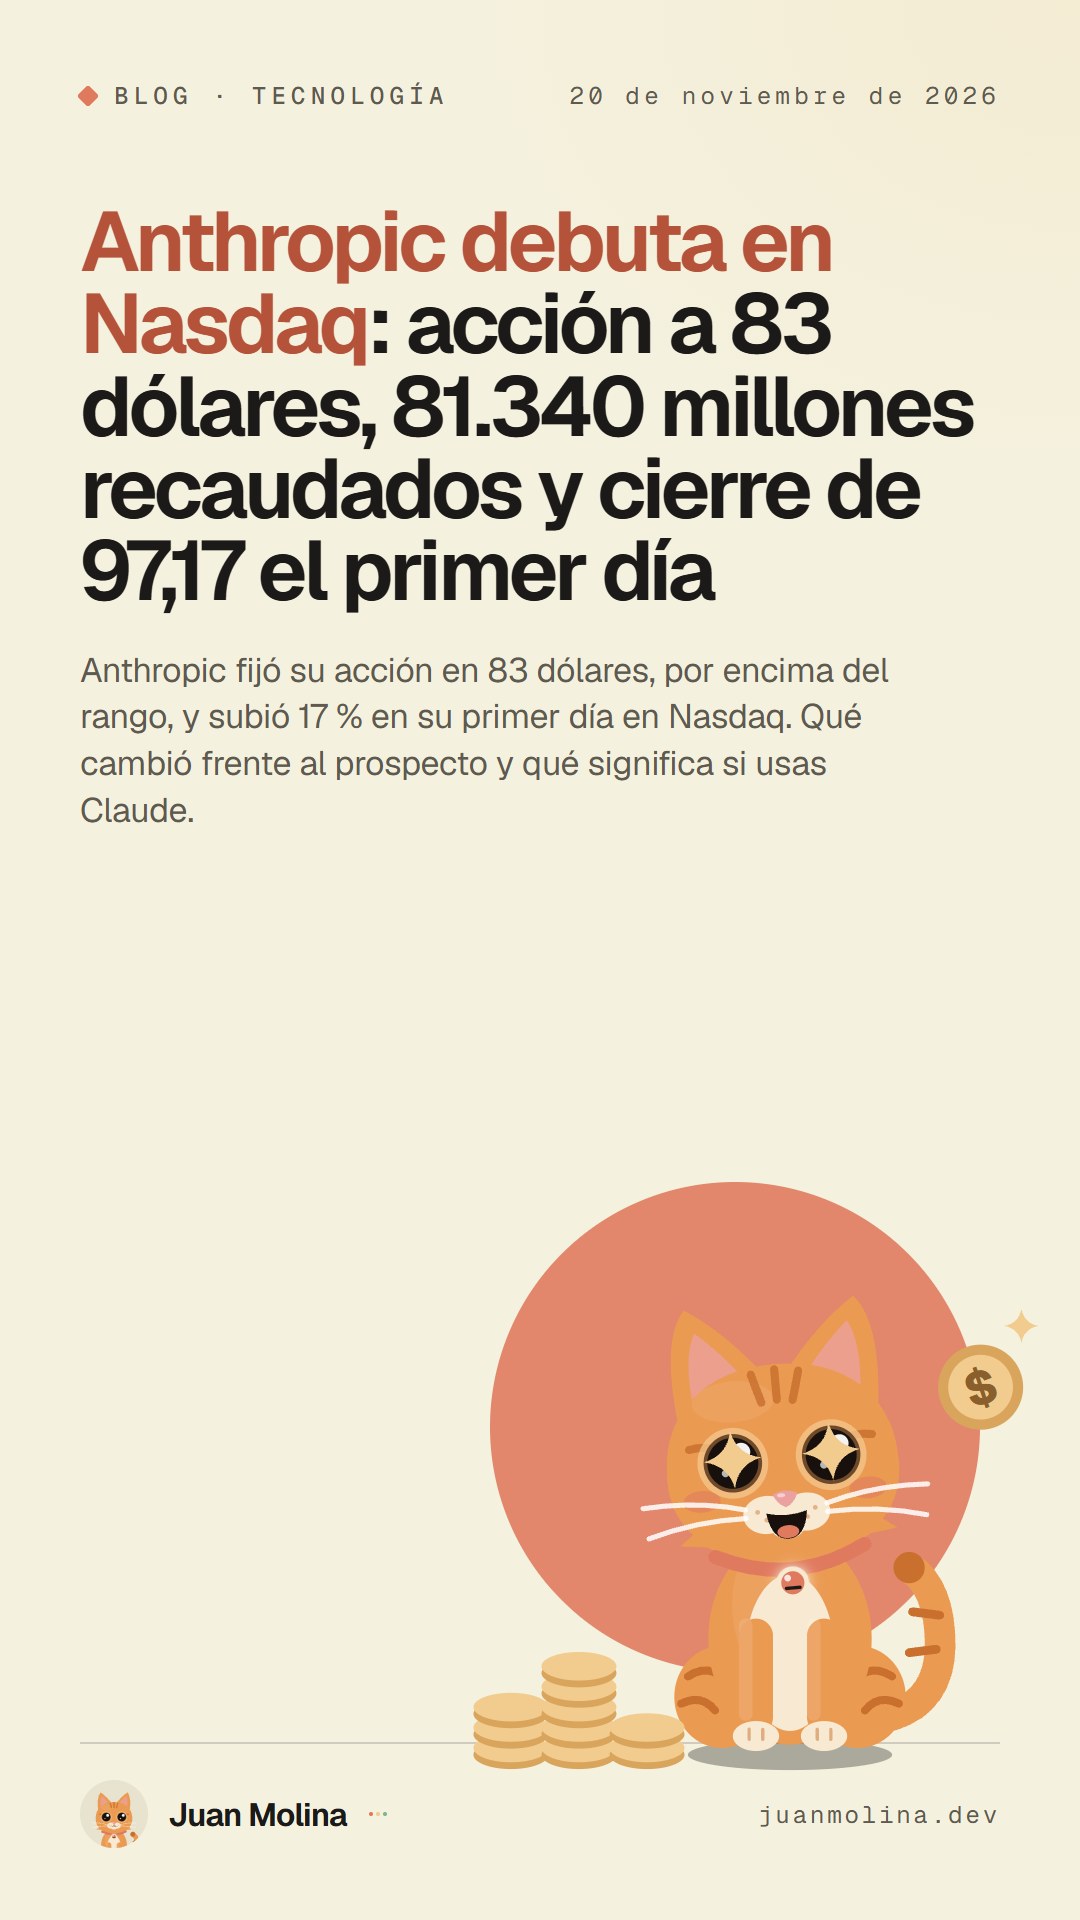 BLOG · TECNOLOGÍA
20 de noviembre de 2026
Anthropic debuta en
Nasdaq: acción a 83
dólares, 81.340 millones
recaudados y cierre de
97,17 el primer día
Anthropic fijó su acción en 83 dólares, por encima del
rango, y subió 17 % en su primer día en Nasdaq. Qué
cambió frente al prospecto y qué significa si usas
Claude.
$
Juan Molina
juanmolina.dev